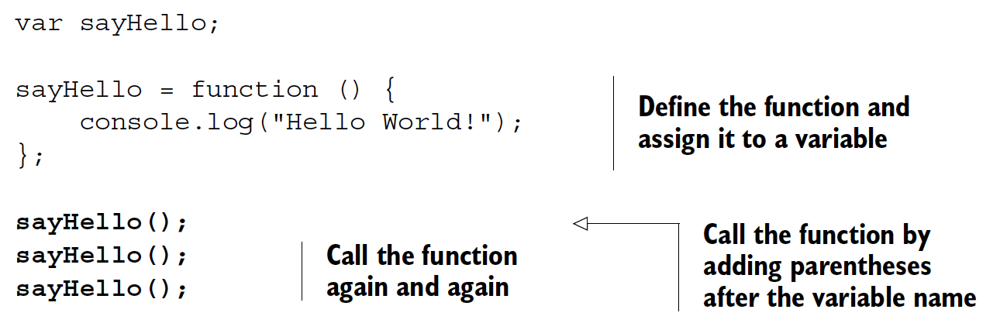 var sayHello;
sayHello = function () {
    console.log("Hello World!");
};
Define the function and
assign it to a variable
sayHello();
sayHello();
sayHello();
Call the function
again and again
Call the function by
adding parentheses
after the variable name